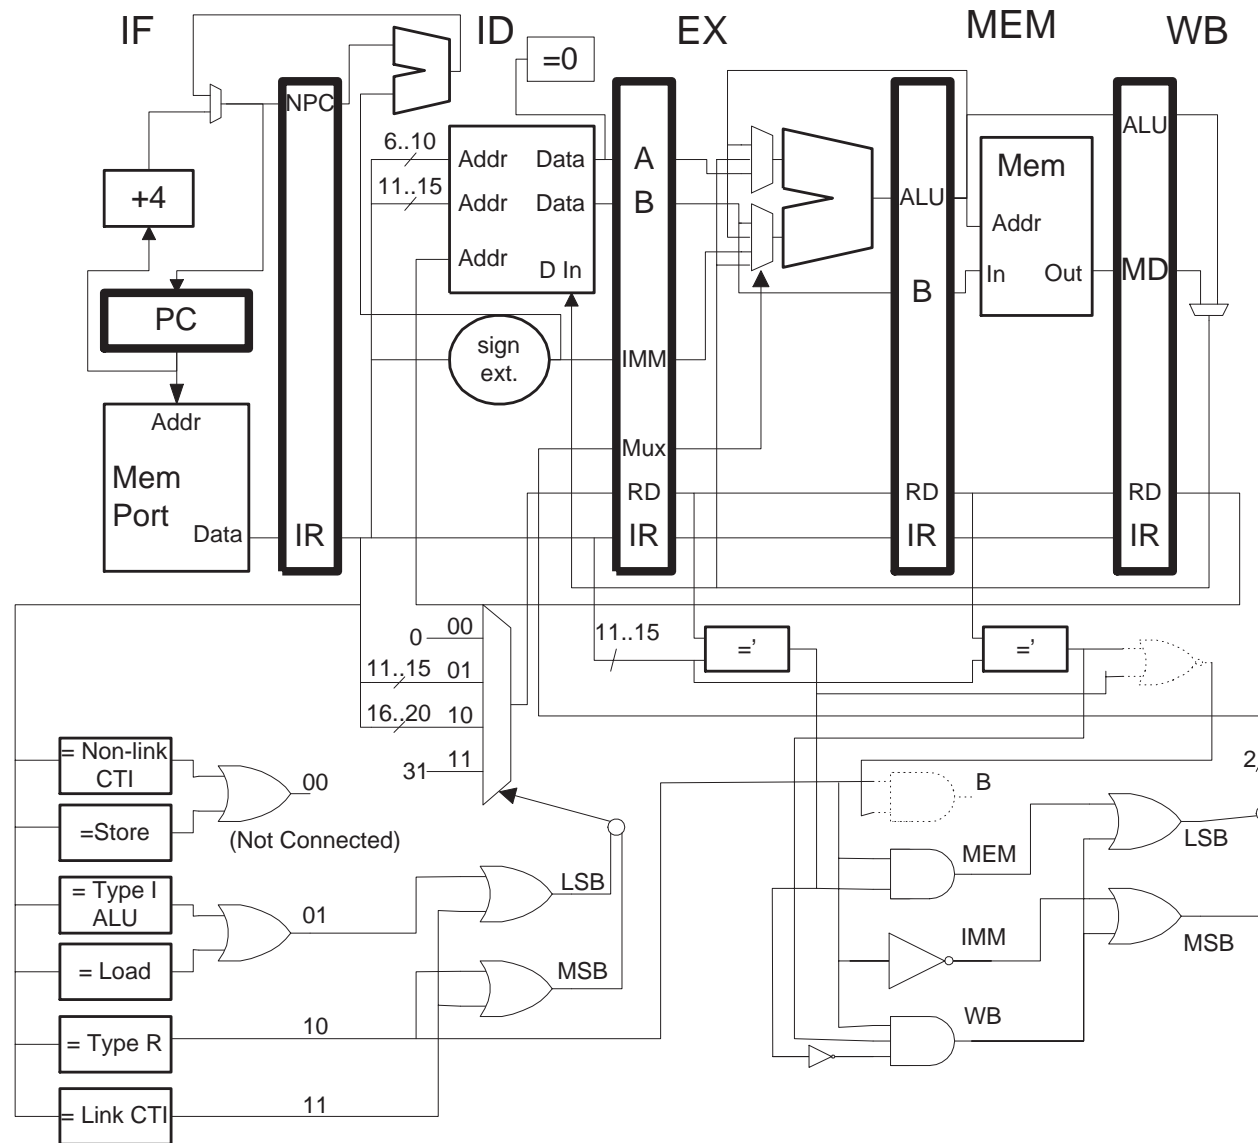 IF
ID
EX
MEM
WB
=0
NPC
6..10
Addr
Data
A
ALU
Mem
+4
11..15
Addr
Data
B
ALU
Addr
Addr
D In
B
In
Out
MD
PC
sign
ext.
IMM
Addr
Mem
Port
Data
Mux
RD
RD
RD
IR
IR
IR
IR
0
00
11..15
01
16..20
10
31
11
11..15
='
='
= Non-link
CTI
00
=Store
(Not Connected)
= Type I
ALU
01
= Load
= Type R
10
= Link CTI
11
LSB
MSB
B
MEM
IMM
WB
2
LSB
MSB